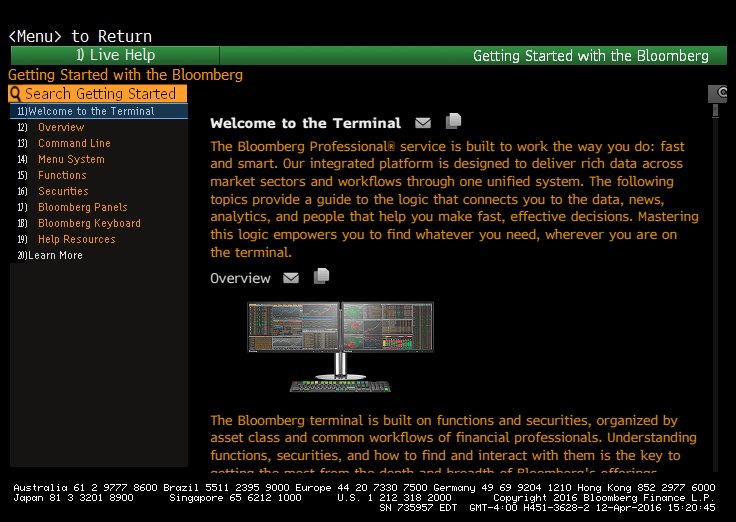 <Menu> to Return
1) Live Help
Getting Started with the Bloomberg
Getting Started with the Bloomberg
Search Getting Started
11)Welcome to the Terminal
12) Overview
13) Command Line
14) Menu System
15) Functions
16) Securities
17) Bloomberg Panels
18) Bloomberg Keyboard
19) Help Resources
20)Learn More
Welcome to the Terminal
The Bloomberg Professional® service is built to work the way you do: fast
and smart. Our integrated platform is designed to deliver rich data across
market sectors and workflows through one unified system. The following
topics provide a guide to the logic that connects you to the data, news,
analytics, and people that help you make fast, effective decisions. Mastering
this logic empowers you to find whatever you need, wherever you are on
the terminal.
Overview
The Bloomberg terminal is built on functions and securities, organized by
asset class and common workflows of financial professionals. Understanding
functions, securities, and how to find and interact with them is the key to
getting the most from the depth and breadth of Bloomberg's offerings.
Australia 61 2 9777 8600 Brazil 5511 2395 9000 Europe 44 20 7330 7500 Germany 49 69 9204 1210 Hong Kong 852 2977 6000
Japan 81 3 3201 8900 Singapore 65 6212 1000 U.S. 1 212 318 2000 Copyright 2016 Bloomberg Finance L.P.
SN 735957 EDT GMT-4:00 H451-3628-2 12-Apr-2016 15:20:45